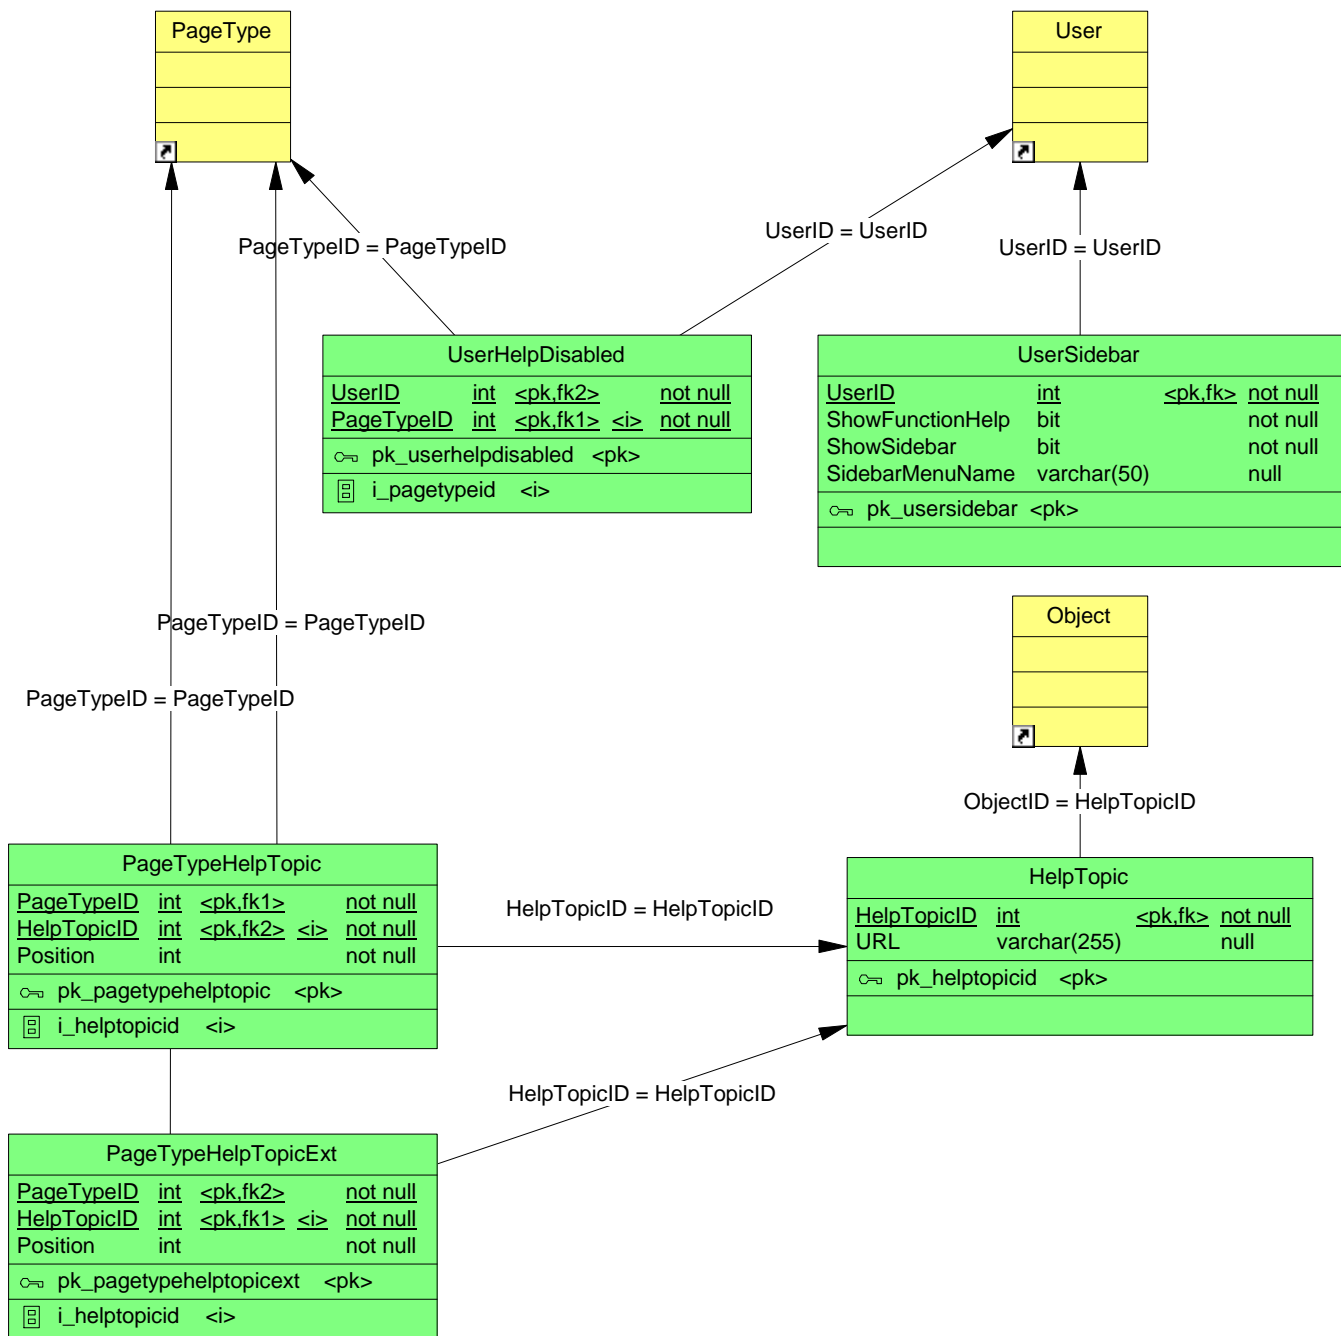 PageType
User
PageTypeID = PageTypeID
UserID = UserID
UserID = UserID
UserHelpDisabled
UserID int <pk,fk2> not null
PageTypeID int <pk,fk1> <i> not null
pk_userhelpdisabled <pk>
i_pagetypeid <i>
UserSidebar
UserID int <pk,fk> not null
ShowFunctionHelp bit not null
ShowSidebar bit not null
SidebarMenuName varchar(50) null
pk_usersidebar <pk>
PageTypeID = PageTypeID
PageTypeID = PageTypeID
Object
ObjectID = HelpTopicID
PageTypeHelpTopic
PageTypeID int <pk,fk1> not null
HelpTopicID int <pk,fk2> <i> not null
Position int not null
pk_pagetypehelptopic <pk>
i_helptopicid <i>
HelpTopicID = HelpTopicID
HelpTopic
HelpTopicID int <pk,fk> not null
URL varchar(255) null
pk_helptopicid <pk>
HelpTopicID = HelpTopicID
PageTypeHelpTopicExt
PageTypeID int <pk,fk2> not null
HelpTopicID int <pk,fk1> <i> not null
Position int not null
pk_pagetypehelptopicext <pk>
i_helptopicid <i>